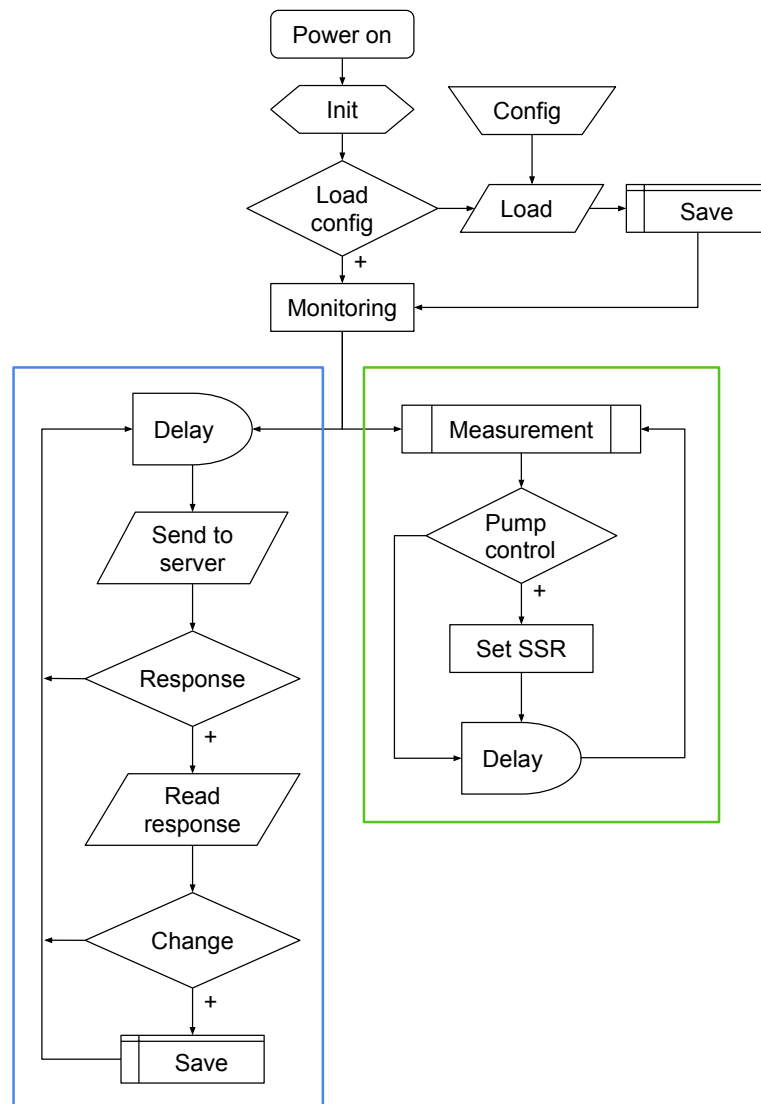 Power on
Init
Config
Load
config
Load
Save
+
Monitoring
Delay
Send to
server
Response
+
Read
response
Change
+
Save
Measurement
Pump
control
+
Set SSR
Delay